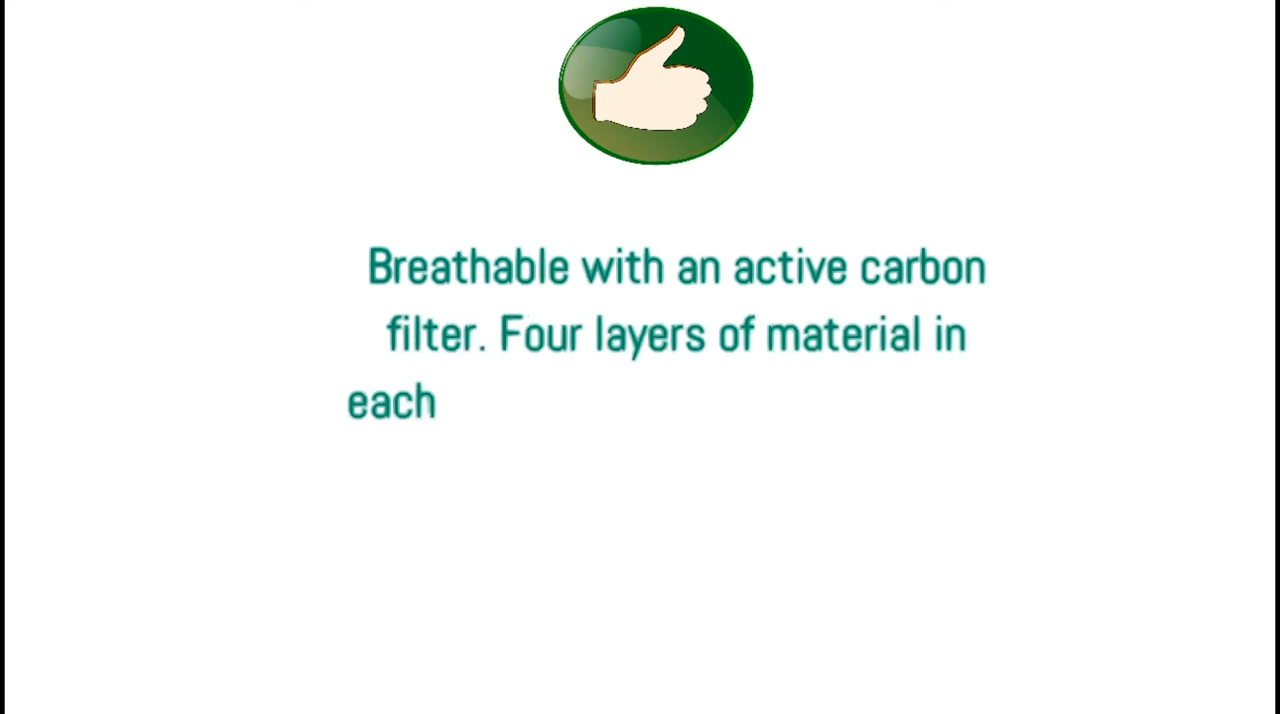 Breathable with an active carbon
filter. Four layers of material in
each